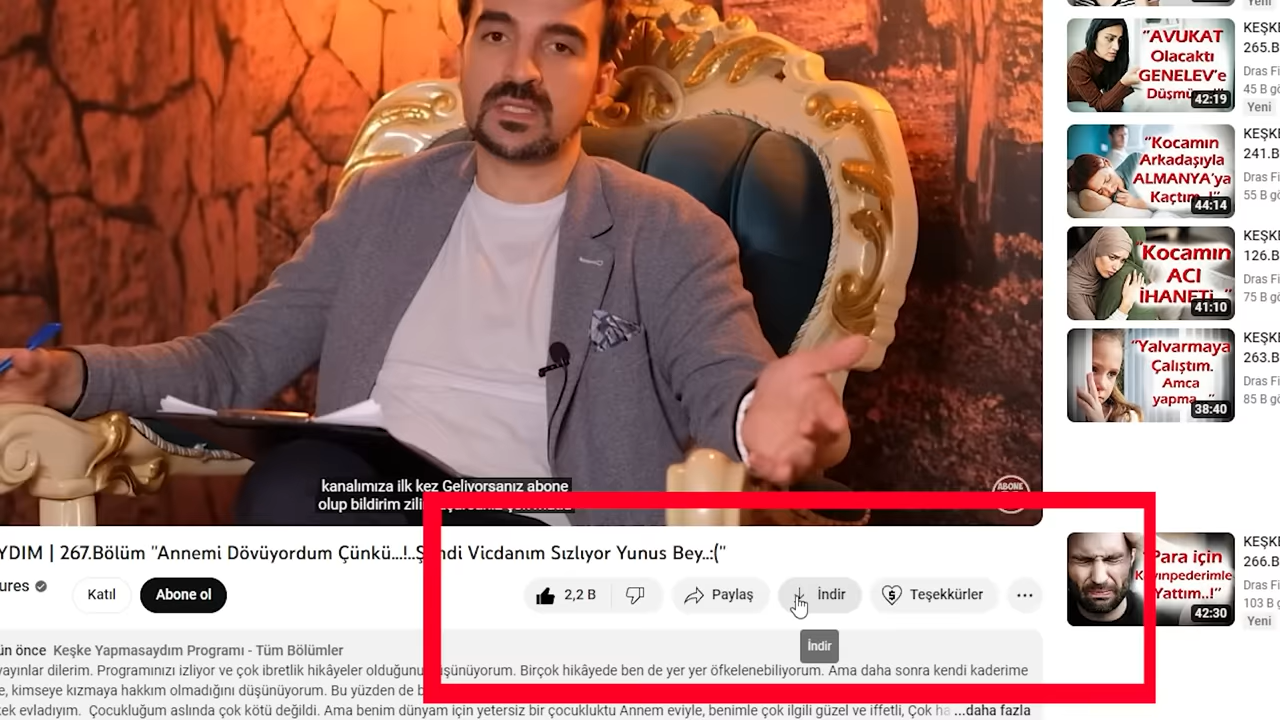 kanalımıza ilk kez Geliyorsanız abone
olup bildirim
ABONE
YDIM | 267.Bölüm "Annemi Dövüyordum Çünkü...!..Ş Vicdanım Sızlıyor Yunus Bey..:("
ures
Katıl
Abone ol
2,2 B
Paylaş
İndir
Teşekkürler
...
İndir
ün önce Keşke Yapmasaydım Programı - Tüm Bölümler
yayınlar dilerim. Programınızı izliyor ve çok ibretlik hikâyeler olduğunu düşünüyorum. Birçok hikâyede ben de yer yer öfkelenebiliyorum. Ama daha sonra kendi kaderime
e, kimseye kızmaya hakkım olmadığını düşünüyorum. Bu yüzden de b
kek evladıyım. Çocukluğum aslında çok kötü değildi. Ama benim dünyam için yetersiz bir çocukluktu Annem eviyle, benimle çok ilgili güzel ve iffetli, Çok ha ...daha fazla
Yeni
"AVUKAT
Olacaktı
GENELEV'e
42:19
KEŞK
265.B
Dras Fi
45 B gö
Yeni
"Kocamın
Arkadaşıyla
ALMANYA'ya
Kaçtım..!"
44:14
KEŞK
241.B
Dras Fi
55 B gö
"Kocamın
ACI
İHANETİ.."
41:10
KEŞK
126.B
Dras Fi
75 B gö
"Yalvarmaya
Çalıştım.
Amca
yapma..."
38:40
KEŞK
263.B
Dras Fi
85 B gö
Para için
Kayınpederimle
Yattım..!"
42:30
KEŞK
266.B
Dras Fi
103 B g
Yeni